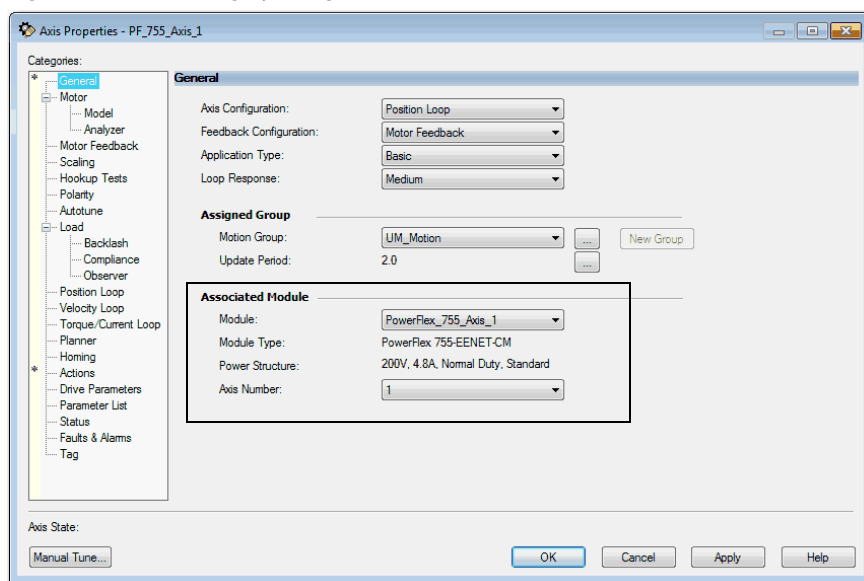 Axis Properties - PF_755_Axis_1
Categories:
* General
Motor
Model
Analyzer
Motor Feedback
Scaling
Hookup Tests
Polarity
Autotune
Load
Backlash
Compliance
Observer
Position Loop
Velocity Loop
Torque/Current Loop
Planner
Homing
* Actions
Drive Parameters
Parameter List
Status
Faults & Alarms
Tag
General
Axis Configuration: Position Loop
Feedback Configuration: Motor Feedback
Application Type: Basic
Loop Response: Medium
Assigned Group
Motion Group: UM_Motion ... New Group
Update Period: 2.0 ...
Associated Module
Module: PowerFlex_755_Axis_1
Module Type: PowerFlex 755-EENET-CM
Power Structure: 200V, 4.8A, Normal Duty, Standard
Axis Number: 1
Axis State:
Manual Tune... OK Cancel Apply Help